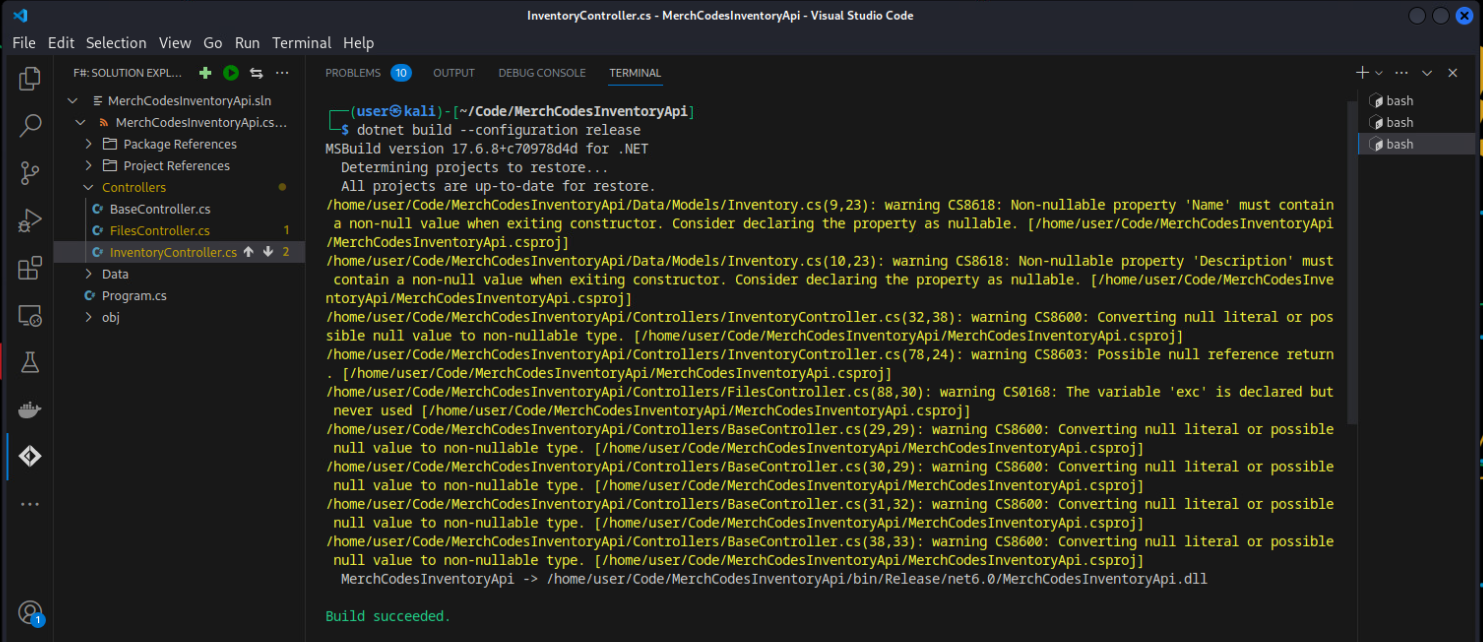 InventoryController.cs - MerchCodesInventoryApi - Visual Studio Code
File Edit Selection View Go Run Terminal Help
F#: SOLUTION EXPL...
MerchCodesInventoryApi.sln
MerchCodesInventoryApi.cs...
Package References
Project References
Controllers
BaseController.cs
FilesController.cs 1
InventoryController.cs 2
Data
Program.cs
obj
1
PROBLEMS 10 OUTPUT DEBUG CONSOLE TERMINAL
(user㉿kali)-[~/Code/MerchCodesInventoryApi]
$ dotnet build --configuration release
MSBuild version 17.6.8+c70978d4d for .NET
Determining projects to restore...
All projects are up-to-date for restore.
/home/user/Code/MerchCodesInventoryApi/Data/Models/Inventory.cs(9,23): warning CS8618: Non-nullable property 'Name' must contain
a non-null value when exiting constructor. Consider declaring the property as nullable. [/home/user/Code/MerchCodesInventoryApi
/MerchCodesInventoryApi.csproj]
/home/user/Code/MerchCodesInventoryApi/Data/Models/Inventory.cs(10,23): warning CS8618: Non-nullable property 'Description' must
contain a non-null value when exiting constructor. Consider declaring the property as nullable. [/home/user/Code/MerchCodesInve
ntoryApi/MerchCodesInventoryApi.csproj]
/home/user/Code/MerchCodesInventoryApi/Controllers/InventoryController.cs(32,38): warning CS8600: Converting null literal or pos
sible null value to non-nullable type. [/home/user/Code/MerchCodesInventoryApi/MerchCodesInventoryApi.csproj]
/home/user/Code/MerchCodesInventoryApi/Controllers/InventoryController.cs(78,24): warning CS8603: Possible null reference return
. [/home/user/Code/MerchCodesInventoryApi/MerchCodesInventoryApi.csproj]
/home/user/Code/MerchCodesInventoryApi/Controllers/FilesController.cs(88,30): warning CS0168: The variable 'exc' is declared but
never used [/home/user/Code/MerchCodesInventoryApi/MerchCodesInventoryApi.csproj]
/home/user/Code/MerchCodesInventoryApi/Controllers/BaseController.cs(29,29): warning CS8600: Converting null literal or possible
null value to non-nullable type. [/home/user/Code/MerchCodesInventoryApi/MerchCodesInventoryApi.csproj]
/home/user/Code/MerchCodesInventoryApi/Controllers/BaseController.cs(30,29): warning CS8600: Converting null literal or possible
null value to non-nullable type. [/home/user/Code/MerchCodesInventoryApi/MerchCodesInventoryApi.csproj]
/home/user/Code/MerchCodesInventoryApi/Controllers/BaseController.cs(31,32): warning CS8600: Converting null literal or possible
null value to non-nullable type. [/home/user/Code/MerchCodesInventoryApi/MerchCodesInventoryApi.csproj]
/home/user/Code/MerchCodesInventoryApi/Controllers/BaseController.cs(38,33): warning CS8600: Converting null literal or possible
null value to non-nullable type. [/home/user/Code/MerchCodesInventoryApi/MerchCodesInventoryApi.csproj]
MerchCodesInventoryApi -> /home/user/Code/MerchCodesInventoryApi/bin/Release/net6.0/MerchCodesInventoryApi.dll
Build succeeded.
bash
bash
bash